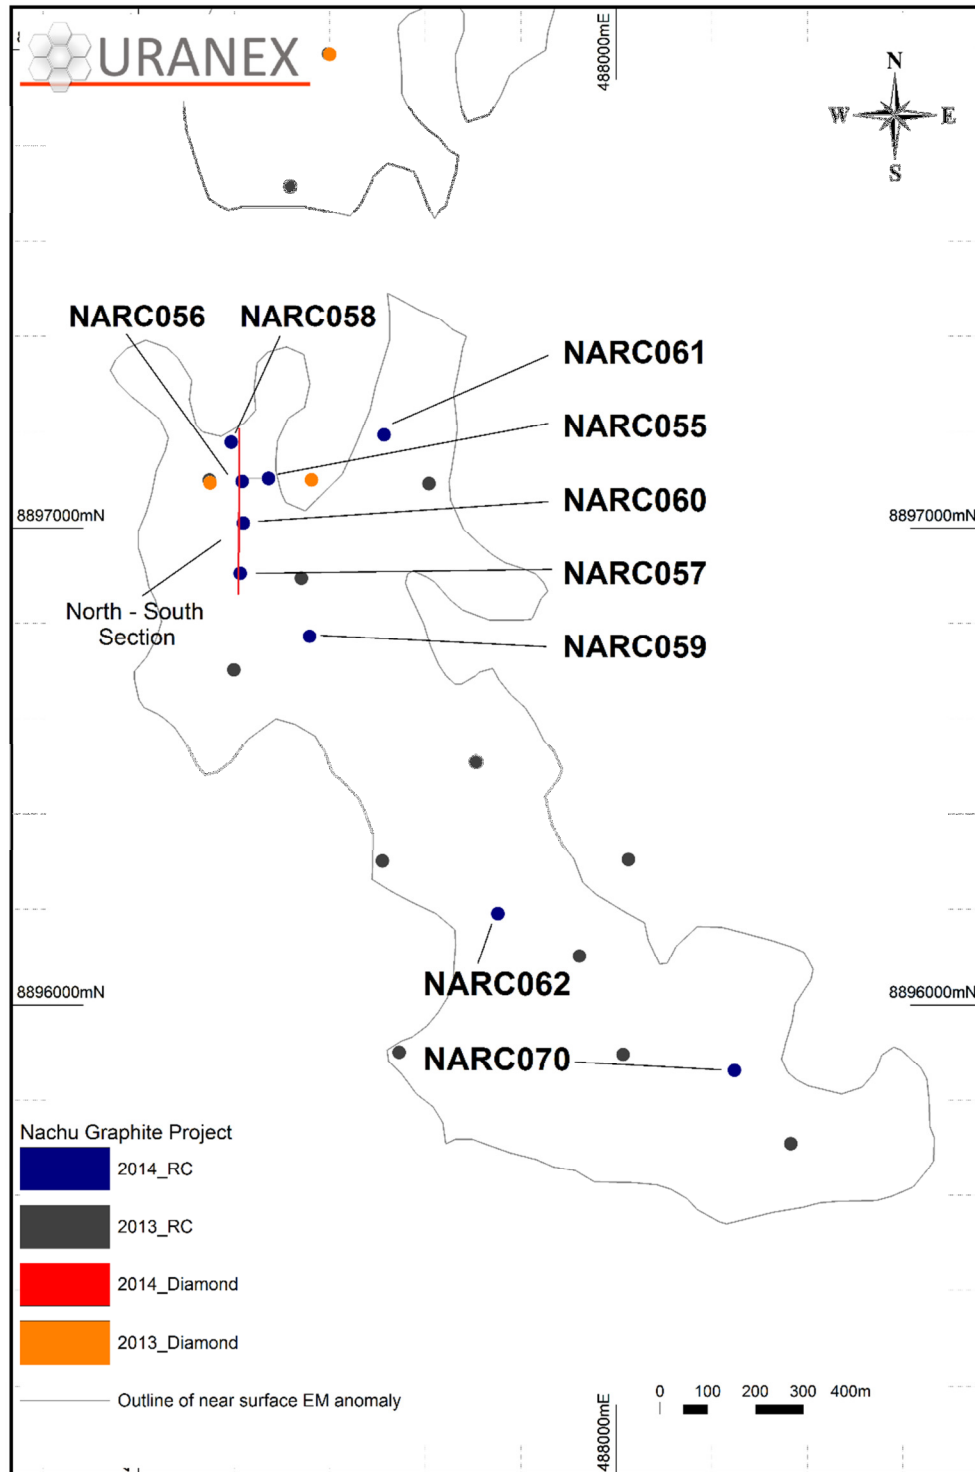 URANEX
488000mE
N
W
E
S
NARC056
NARC058
NARC061
NARC055
NARC060
8897000mN
8897000mN
NARC057
North - South
Section
NARC059
NARC062
8896000mN
8896000mN
NARC070
Nachu Graphite Project
2014_RC
2013_RC
2014_Diamond
2013_Diamond
Outline of near surface EM anomaly
0 100 200 300 400m
488000mE